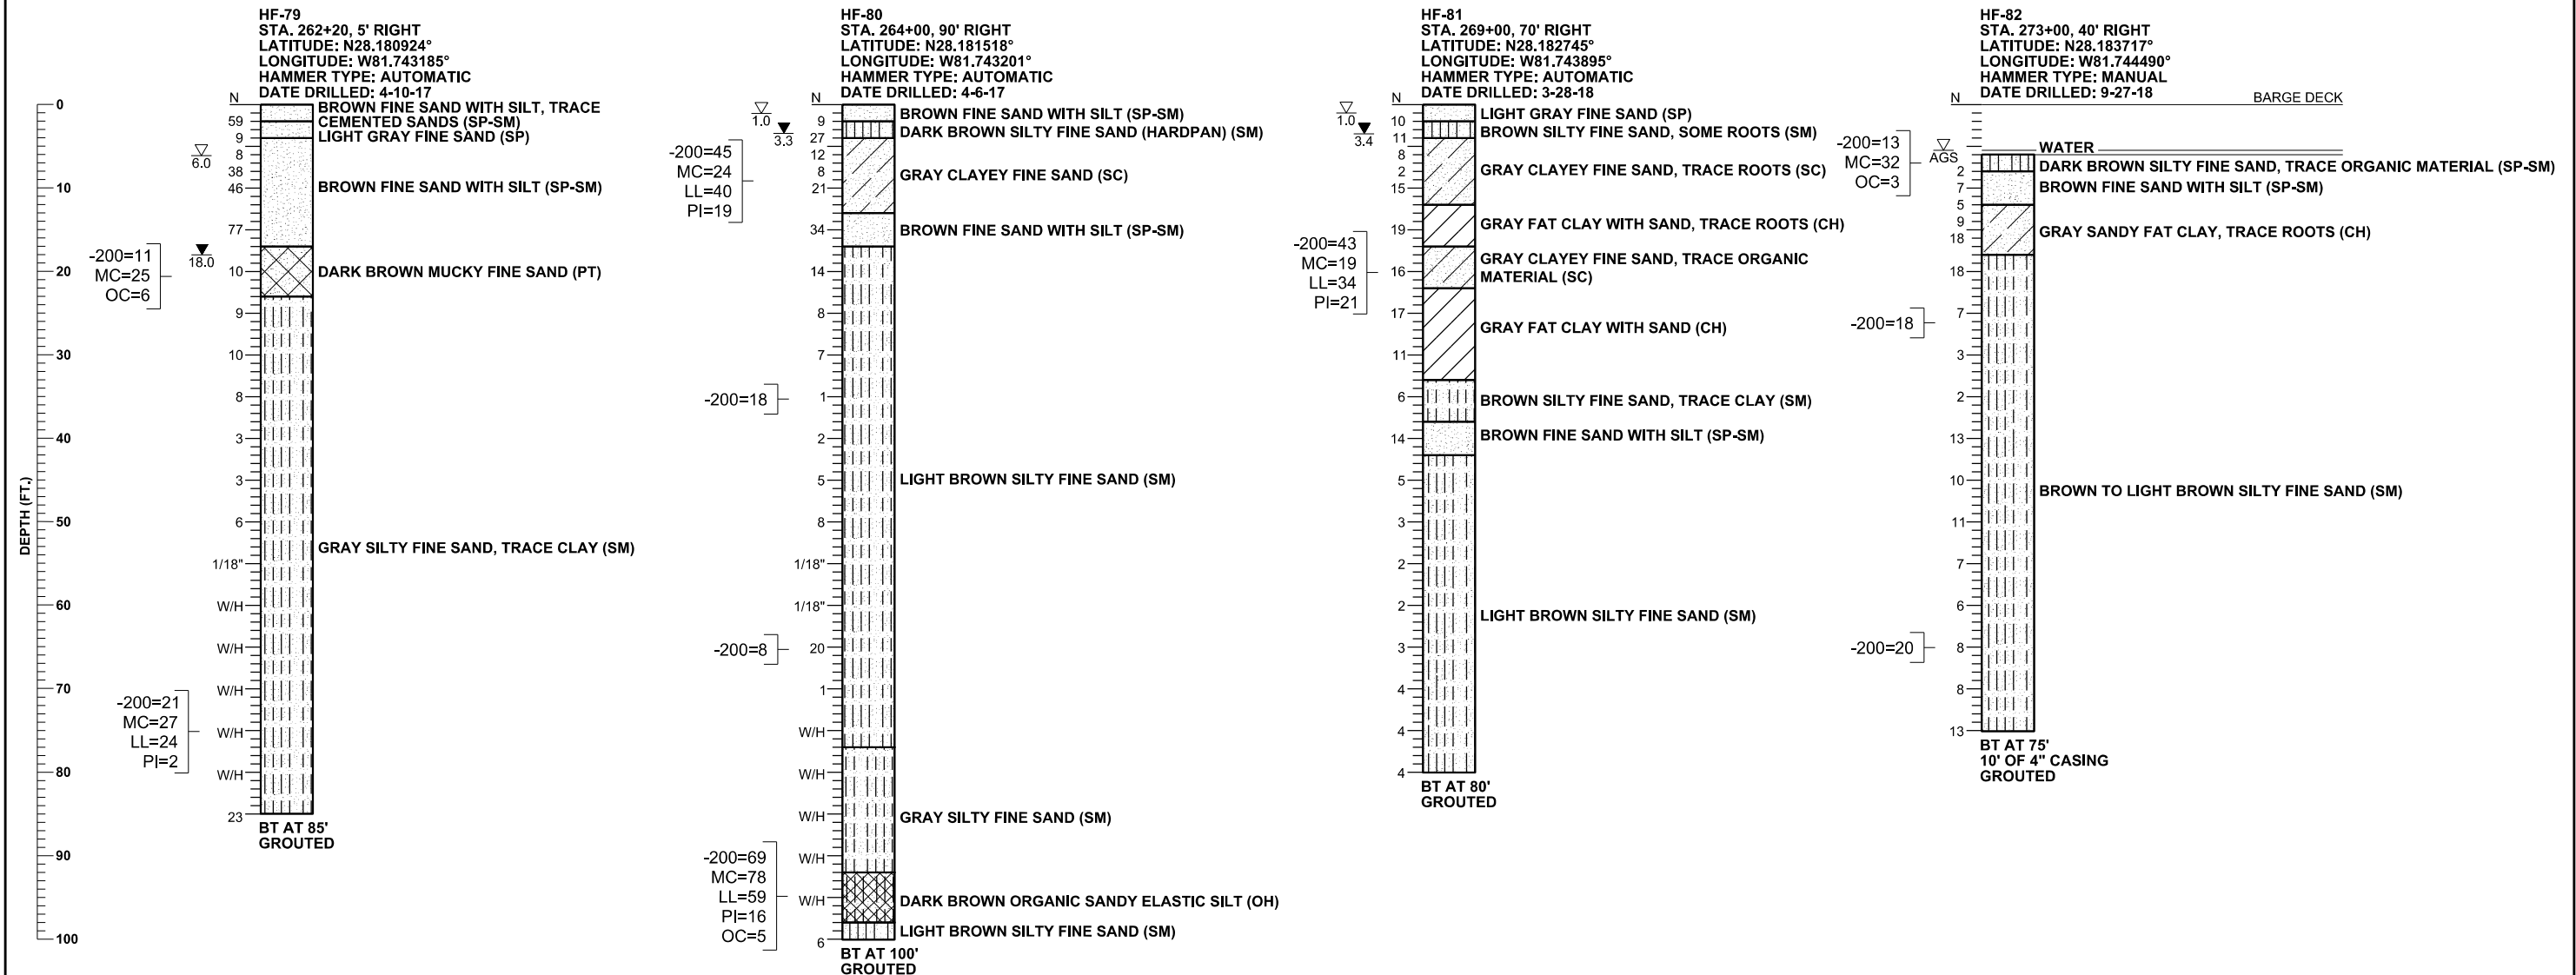 DEPTH (FT.)
0
10
20
30
40
50
60
70
80
90
100
HF-79
STA. 262+20, 5' RIGHT
LATITUDE: N28.180924°
LONGITUDE: W81.743185°
HAMMER TYPE: AUTOMATIC
DATE DRILLED: 4-10-17
N
BROWN FINE SAND WITH SILT, TRACE
CEMENTED SANDS (SP-SM)
LIGHT GRAY FINE SAND (SP)
BROWN FINE SAND WITH SILT (SP-SM)
DARK BROWN MUCKY FINE SAND (PT)
GRAY SILTY FINE SAND, TRACE CLAY (SM)
59
9
8
38
46
77
10
9
10
8
3
3
6
1/18"
W/H
W/H
W/H
W/H
W/H
23
6.0
18.0
-200=11
MC=25
OC=6
-200=21
MC=27
LL=24
PI=2
BT AT 85'
GROUTED
HF-80
STA. 264+00, 90' RIGHT
LATITUDE: N28.181518°
LONGITUDE: W81.743201°
HAMMER TYPE: AUTOMATIC
DATE DRILLED: 4-6-17
N
BROWN FINE SAND WITH SILT (SP-SM)
DARK BROWN SILTY FINE SAND (HARDPAN) (SM)
GRAY CLAYEY FINE SAND (SC)
BROWN FINE SAND WITH SILT (SP-SM)
LIGHT BROWN SILTY FINE SAND (SM)
GRAY SILTY FINE SAND (SM)
DARK BROWN ORGANIC SANDY ELASTIC SILT (OH)
LIGHT BROWN SILTY FINE SAND (SM)
9
27
12
8
21
34
14
8
7
1
2
5
8
1/18"
1/18"
20
1
W/H
W/H
W/H
W/H
W/H
6
1.0
3.3
-200=45
MC=24
LL=40
PI=19
-200=18
-200=8
-200=69
MC=78
LL=59
PI=16
OC=5
BT AT 100'
GROUTED
HF-81
STA. 269+00, 70' RIGHT
LATITUDE: N28.182745°
LONGITUDE: W81.743895°
HAMMER TYPE: AUTOMATIC
DATE DRILLED: 3-28-18
N
LIGHT GRAY FINE SAND (SP)
BROWN SILTY FINE SAND, SOME ROOTS (SM)
GRAY CLAYEY FINE SAND, TRACE ROOTS (SC)
GRAY FAT CLAY WITH SAND, TRACE ROOTS (CH)
GRAY CLAYEY FINE SAND, TRACE ORGANIC
MATERIAL (SC)
GRAY FAT CLAY WITH SAND (CH)
BROWN SILTY FINE SAND, TRACE CLAY (SM)
BROWN FINE SAND WITH SILT (SP-SM)
LIGHT BROWN SILTY FINE SAND (SM)
10
11
8
2
15
19
16
17
11
6
14
5
3
2
2
3
4
4
4
1.0
3.4
-200=43
MC=19
LL=34
PI=21
BT AT 80'
GROUTED
HF-82
STA. 273+00, 40' RIGHT
LATITUDE: N28.183717°
LONGITUDE: W81.744490°
HAMMER TYPE: MANUAL
DATE DRILLED: 9-27-18
N
BARGE DECK
WATER
DARK BROWN SILTY FINE SAND, TRACE ORGANIC MATERIAL (SP-SM)
BROWN FINE SAND WITH SILT (SP-SM)
GRAY SANDY FAT CLAY, TRACE ROOTS (CH)
BROWN TO LIGHT BROWN SILTY FINE SAND (SM)
2
7
5
9
18
18
7
3
2
13
10
11
7
6
8
8
13
AGS
-200=13
MC=32
OC=3
-200=18
-200=20
BT AT 75'
10' OF 4" CASING
GROUTED